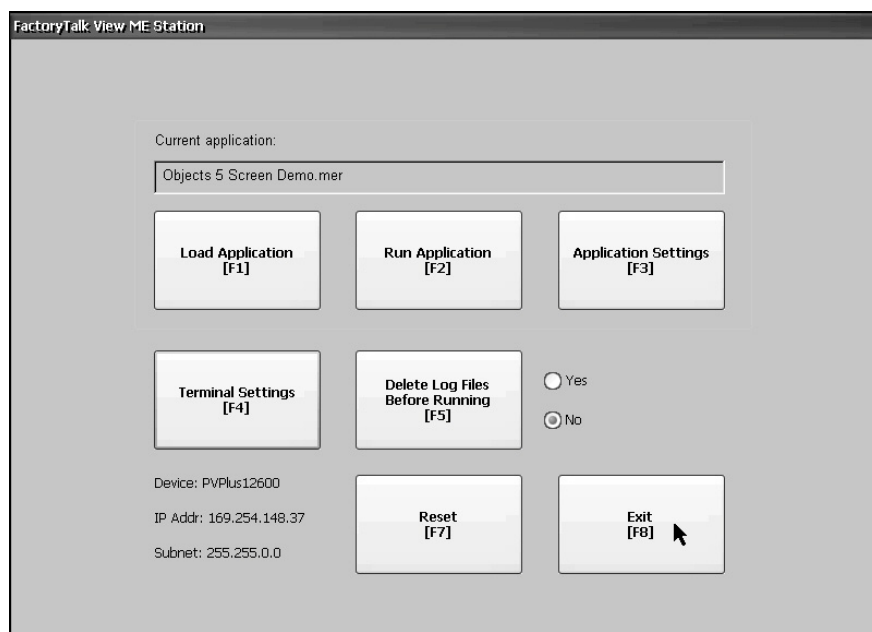 FactoryTalk View ME Station
Current application:
Objects 5 Screen Demo.mer
Load Application
[F1]
Run Application
[F2]
Application Settings
[F3]
Terminal Settings
[F4]
Delete Log Files
Before Running
[F5]
Yes
No
Device: PVPlus12600
IP Addr: 169.254.148.37
Subnet: 255.255.0.0
Reset
[F7]
Exit
[F8]